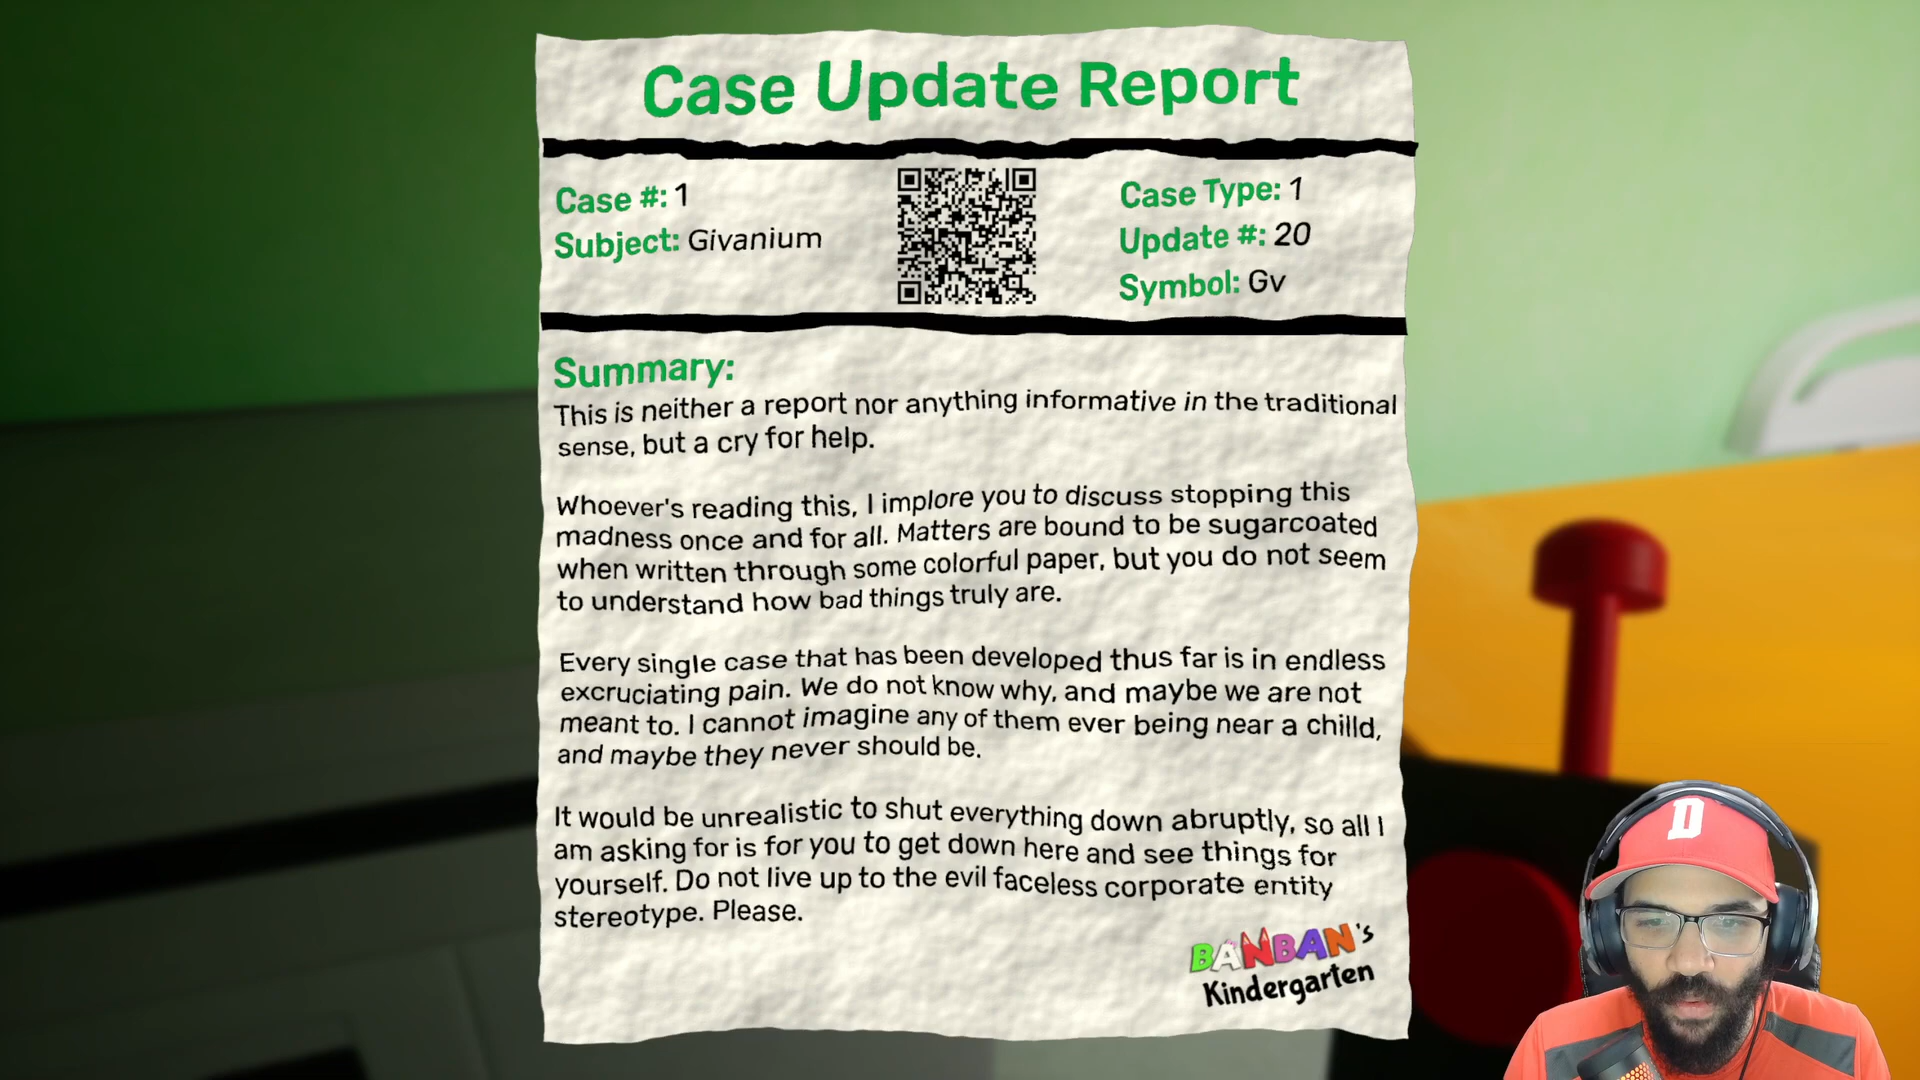 Case Update Report
Case #: 1
Subject: Givanium
Case Type: 1
Update #: 20
Symbol: Gv
Summary:
This is neither a report nor anything informative in the traditional
sense, but a cry for help.
Whoever's reading this, I implore you to discuss stopping this
madness once and for all. Matters are bound to be sugarcoated
when written through some colorful paper, but you do not seem
to understand how bad things truly are.
Every single case that has been developed thus far is in endless
excruciating pain. We do not know why, and maybe we are not
meant to. I cannot imagine any of them ever being near a chilld,
and maybe they never should be.
It would be unrealistic to shut everything down abruptly, so all I
am asking for is for you to get down here and see things for
yourself. Do not live up to the evil faceless corporate entity
stereotype. Please.
BANBAN's
Kindergarten
D